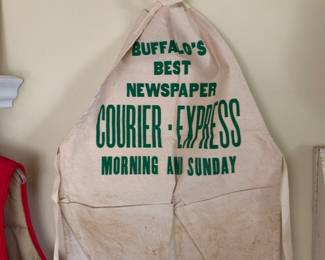 BUFFALO'S
BEST
NEWSPAPER
COURIER-EXPRESS
MORNING AND SUNDAY